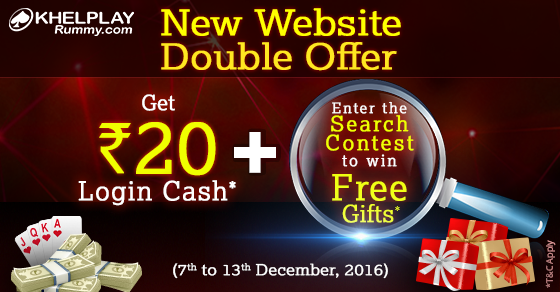 KHELPLAY
Rummy.com
New Website
Double Offer
Get
₹20
Login Cash*
+
Enter the
Search
Contest
to win
Free
Gifts*
J Q K A
(7th to 13th December, 2016)
*T&C Apply